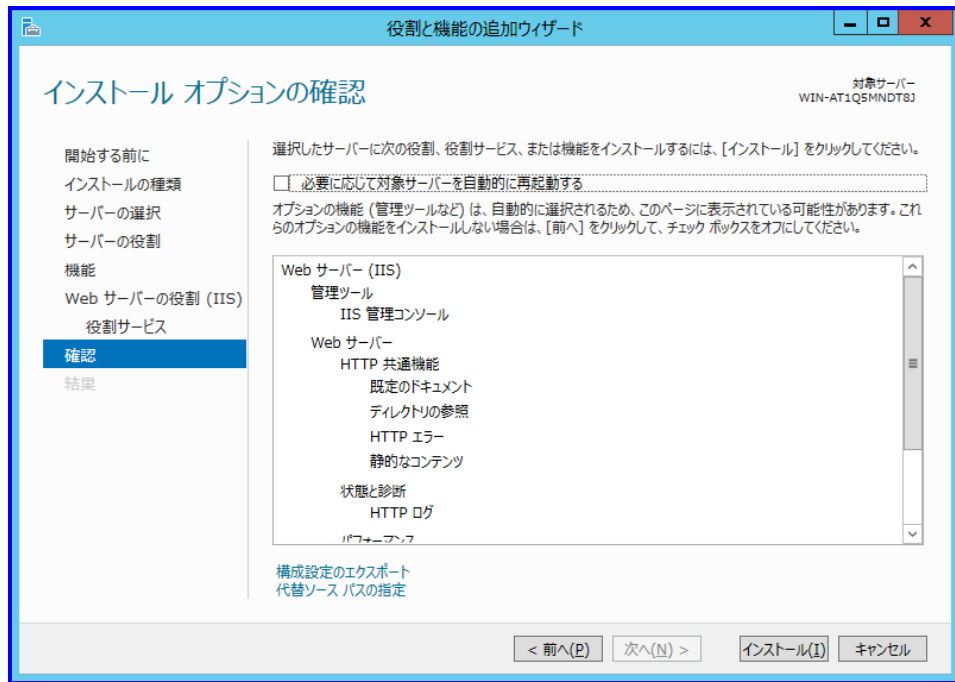 役割と機能の追加ウィザード
インストール オプションの確認
対象サーバー
WIN-AT1Q5MNDT8J
開始する前に
インストールの種類
サーバーの選択
サーバーの役割
機能
Web サーバーの役割 (IIS)
役割サービス
確認
結果
選択したサーバーに次の役割、役割サービス、または機能をインストールするには、[インストール] をクリックしてください。
必要に応じて対象サーバーを自動的に再起動する
オプションの機能 (管理ツールなど) は、自動的に選択されるため、このページに表示されている可能性があります。これ
らのオプションの機能をインストールしない場合は、[前へ] をクリックして、チェック ボックスをオフにしてください。
Web サーバー (IIS)
管理ツール
IIS 管理コンソール
Web サーバー
HTTP 共通機能
既定のドキュメント
ディレクトリの参照
HTTP エラー
静的なコンテンツ
状態と診断
HTTP ログ
パフォーマンス
構成設定のエクスポート
代替ソース パスの指定
< 前へ(P) 次へ(N) > インストール(I) キャンセル